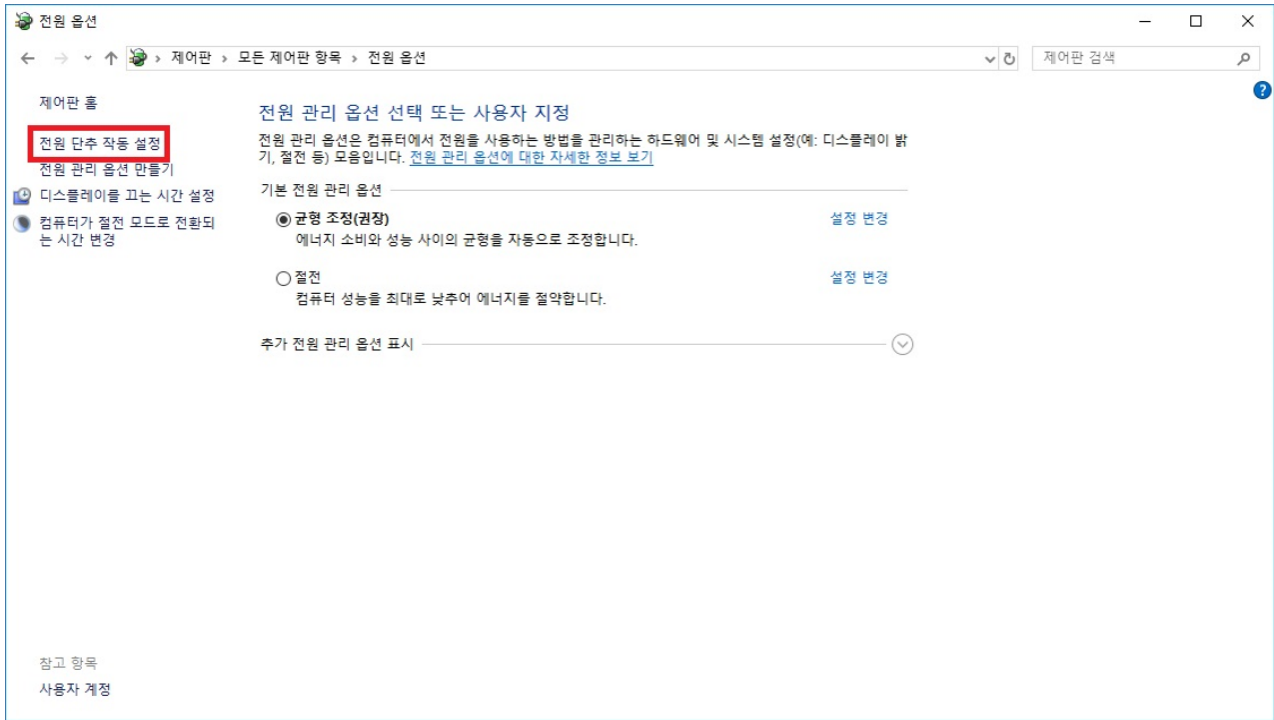 전원 옵션
제어판 › 모든 제어판 항목 › 전원 옵션
제어판 검색
제어판 홈
전원 단추 작동 설정
전원 관리 옵션 만들기
디스플레이를 끄는 시간 설정
컴퓨터가 절전 모드로 전환되
는 시간 변경
전원 관리 옵션 선택 또는 사용자 지정
전원 관리 옵션은 컴퓨터에서 전원을 사용하는 방법을 관리하는 하드웨어 및 시스템 설정(예: 디스플레이 밝
기, 절전 등) 모음입니다. 전원 관리 옵션에 대한 자세한 정보 보기
기본 전원 관리 옵션
균형 조정(권장) 설정 변경
에너지 소비와 성능 사이의 균형을 자동으로 조정합니다.
절전 설정 변경
컴퓨터 성능을 최대로 낮추어 에너지를 절약합니다.
추가 전원 관리 옵션 표시
참고 항목
사용자 계정